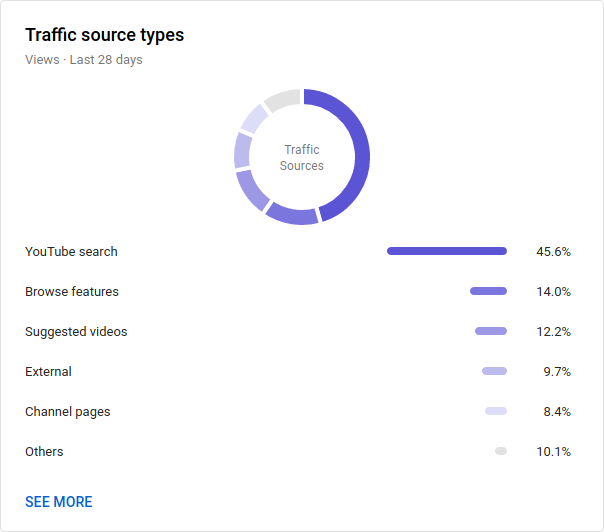 Traffic source types
Views · Last 28 days
Traffic
Sources
YouTube search 45.6%
Browse features 14.0%
Suggested videos 12.2%
External 9.7%
Channel pages 8.4%
Others 10.1%
SEE MORE